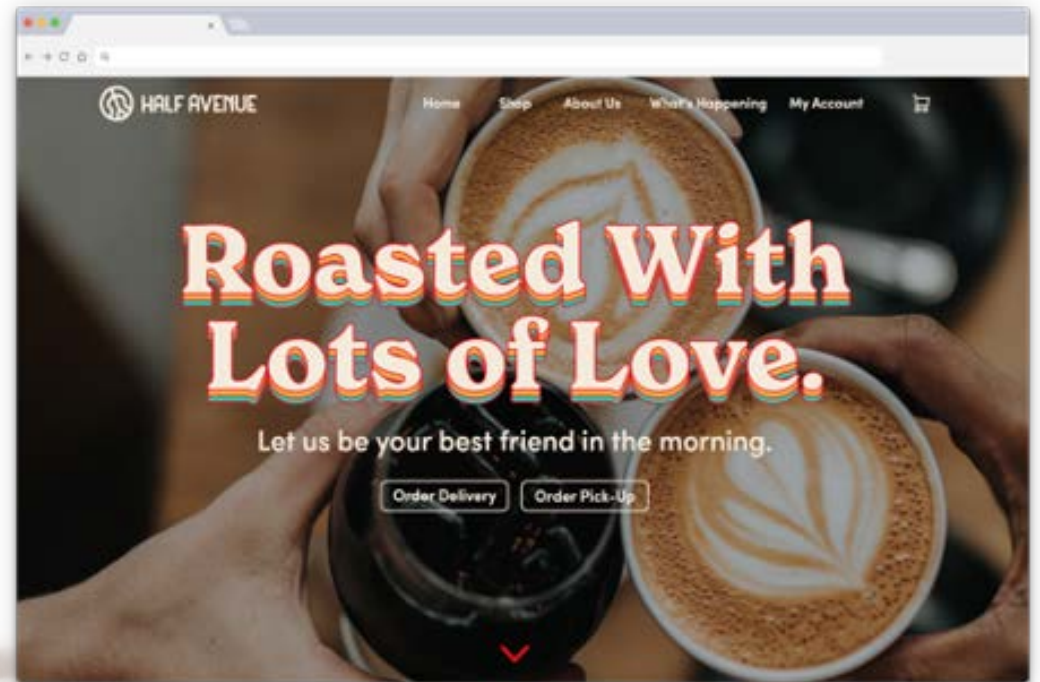 HALF AVENUE
Home Shop About Us What's Happening My Account
Roasted With
Lots of Love.
Let us be your best friend in the morning.
Order Delivery Order Pick-Up